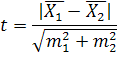 t = |X̅₁ − X̅₂| / √(m₁² + m₂²)